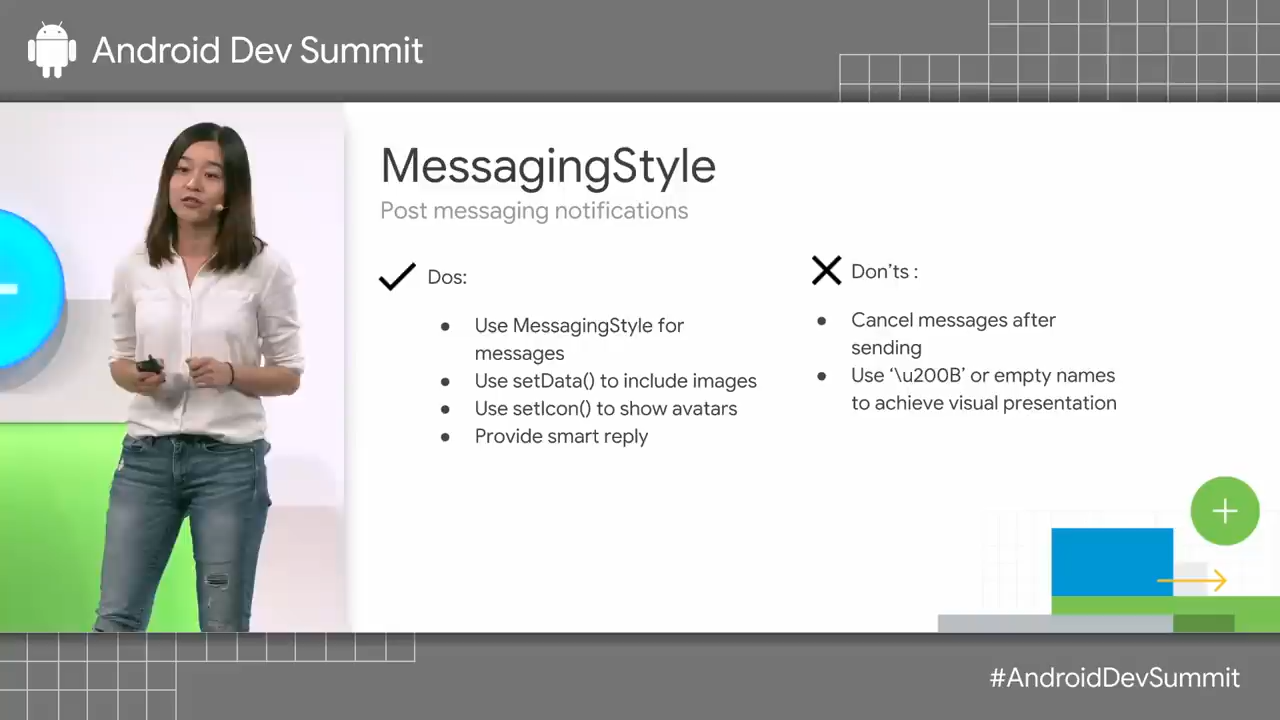 Android Dev Summit
MessagingStyle
Post messaging notifications
Dos:
Use MessagingStyle for
messages
Use setData() to include images
Use setIcon() to show avatars
Provide smart reply
Don’ts :
Cancel messages after
sending
Use ‘\u200B’ or empty names
to achieve visual presentation
#AndroidDevSummit